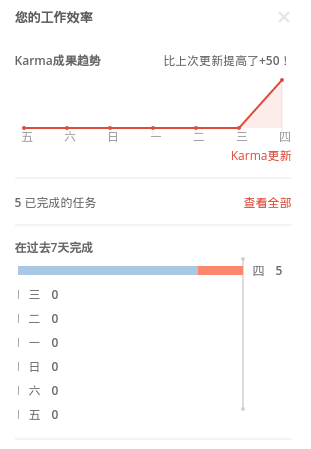 您的工作效率
Karma成果趋势 比上次更新提高了+50！
五 六 日 一 二 三 四
Karma更新
5 已完成的任务 查看全部
在过去7天完成
四 5
三 0
二 0
一 0
日 0
六 0
五 0